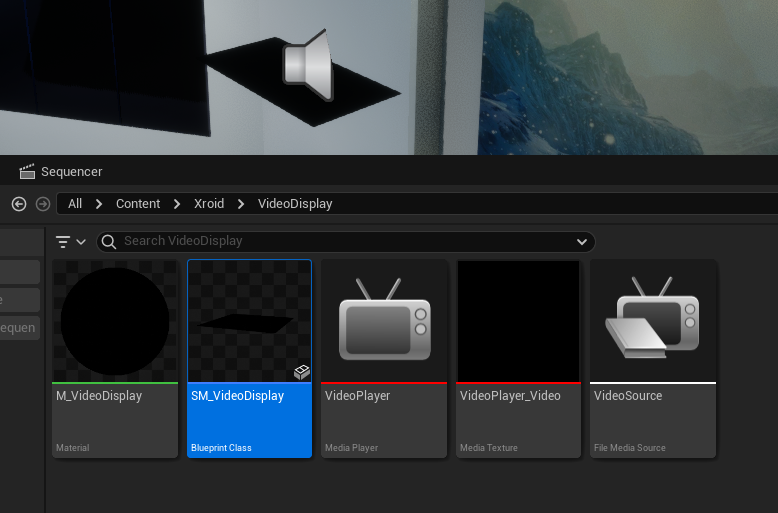 Sequencer
All > Content > Xroid > VideoDisplay
Search VideoDisplay
e
equen
M_VideoDisplay
Material
SM_VideoDisplay
Blueprint Class
VideoPlayer
Media Player
VideoPlayer_Video
Media Texture
VideoSource
File Media Source